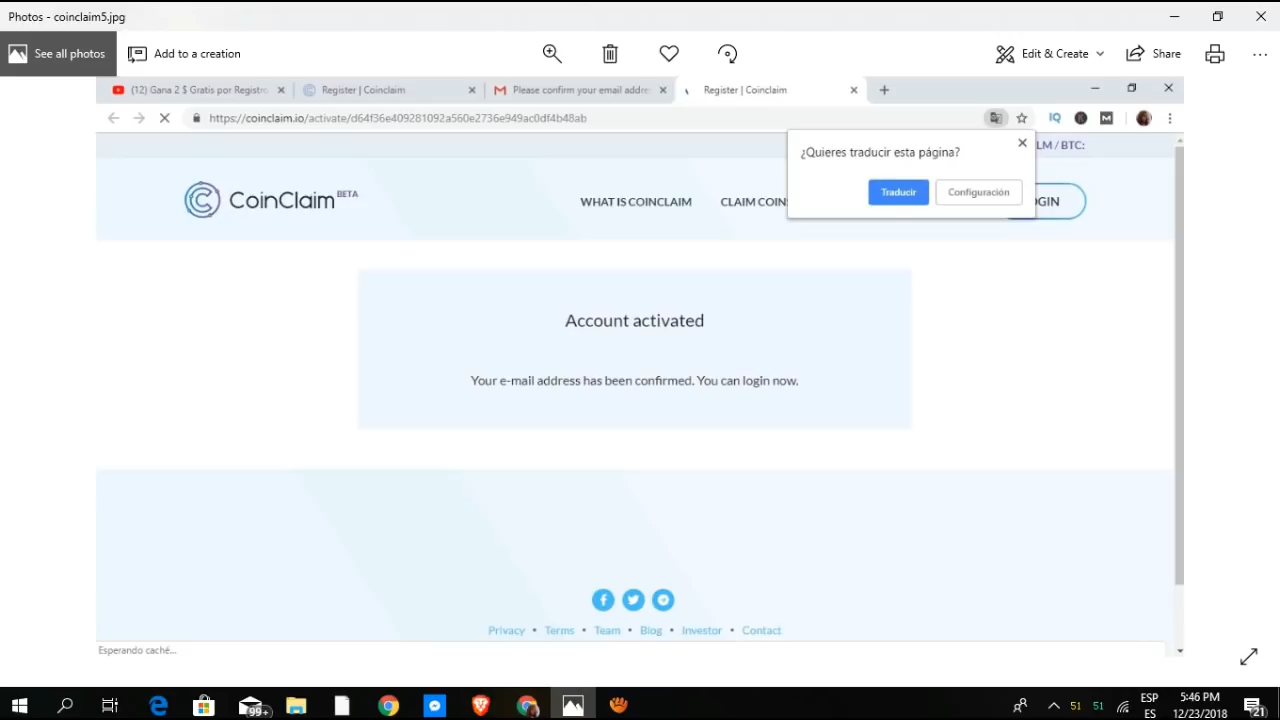 Photos - coinclaim5.jpg
See all photos
Add to a creation
Edit & Create
Share
(12) Gana 2 $ Gratis por Registro
Register | Coinclaim
Please confirm your email addre
Register | Coinclaim
https://coinclaim.io/activate/d64f36e409281092a560e2736e949ac0df4b48ab
IQ
M
¿Quieres traducir esta página?
Traducir
Configuración
LM / BTC:
CoinClaim BETA
WHAT IS COINCLAIM
CLAIM COINS
GIN
Account activated
Your e-mail address has been confirmed. You can login now.
Privacy • Terms • Team • Blog • Investor • Contact
Esperando caché...
99+
51
51
ESP
ES
5:46 PM
12/23/2018
21